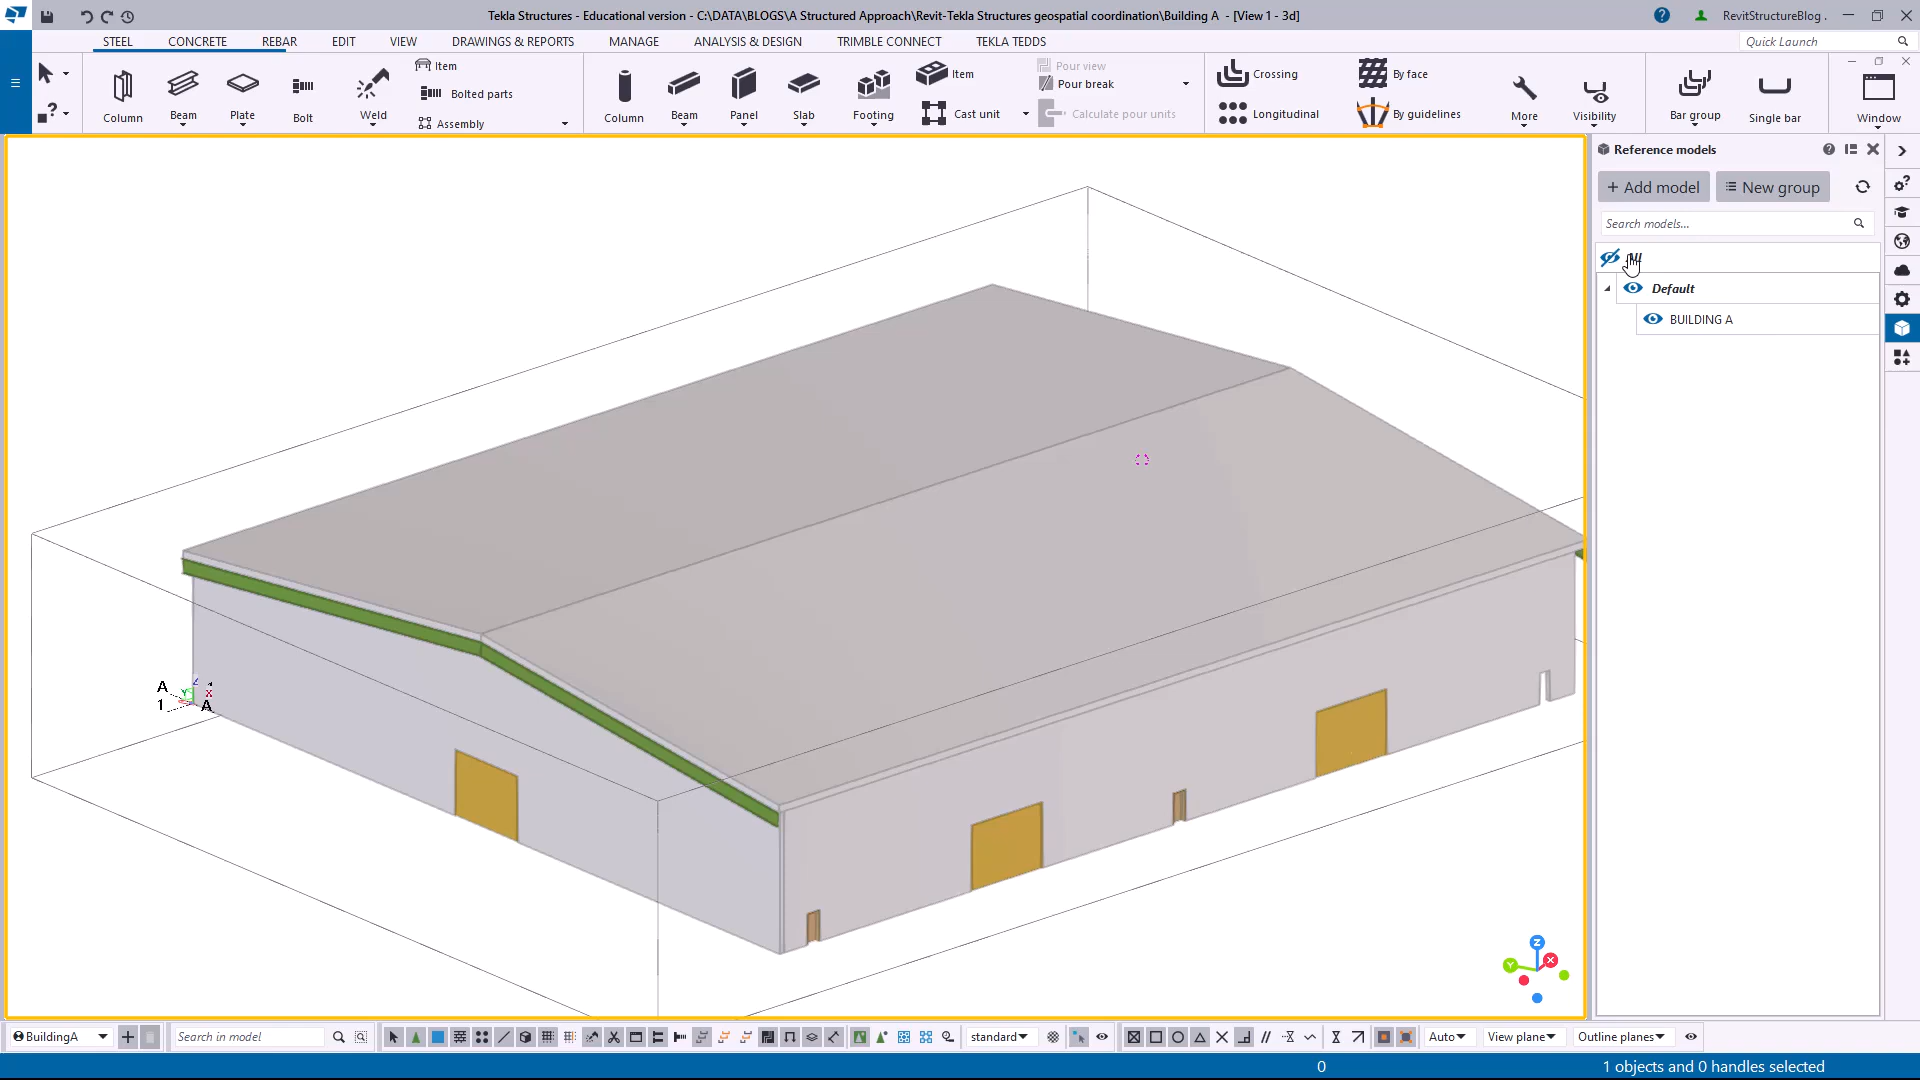 Tekla Structures - Educational version - C:\DATA\BLOGS\A Structured Approach\Revit-Tekla Structures geospatial coordination\Building A - [View 1 - 3d]
RevitStructureBlog .
STEEL CONCRETE REBAR EDIT VIEW DRAWINGS & REPORTS MANAGE ANALYSIS & DESIGN TRIMBLE CONNECT TEKLA TEDDS
Quick Launch
Column Beam Plate Bolt Weld
Item
Bolted parts
Assembly
Column Beam Panel Slab Footing
Item
Cast unit
Pour view
Pour break
Calculate pour units
Crossing
Longitudinal
By face
By guidelines
More Visibility Bar group Single bar Window
Reference models
+ Add model New group
Search models...
Default
BUILDING A
A
1
A
Z
Y
X
Z
Y
X
BuildingA
Search in model
standard
Auto
View plane
Outline planes
0
1 objects and 0 handles selected